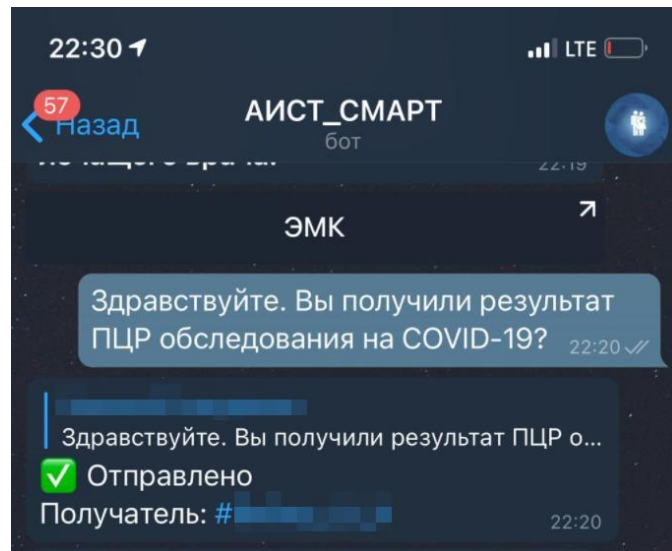 22:30
LTE
57
Назад
АИСТ_СМАРТ
бот
22:19
ЭМК
Здравствуйте. Вы получили результат
ПЦР обследования на COVID-19? 22:20
Здравствуйте. Вы получили результат ПЦР о...
✅ Отправлено
Получатель: #
22:20